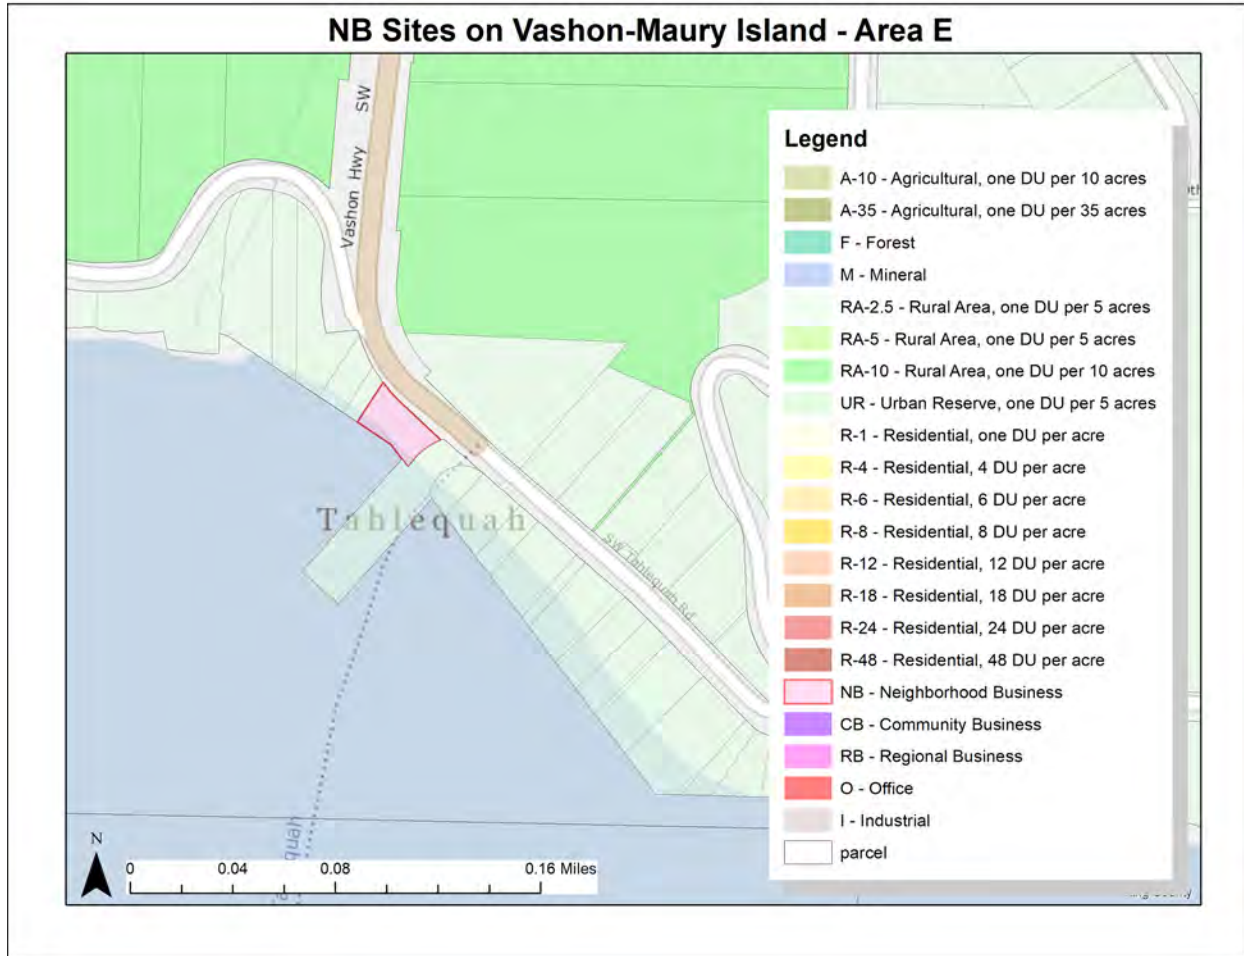 NB Sites on Vashon-Maury Island - Area E
Vashon Hwy SW
Legend
A-10 - Agricultural, one DU per 10 acres
A-35 - Agricultural, one DU per 35 acres
F - Forest
M - Mineral
RA-2.5 - Rural Area, one DU per 5 acres
RA-5 - Rural Area, one DU per 5 acres
RA-10 - Rural Area, one DU per 10 acres
UR - Urban Reserve, one DU per 5 acres
R-1 - Residential, one DU per acre
R-4 - Residential, 4 DU per acre
R-6 - Residential, 6 DU per acre
R-8 - Residential, 8 DU per acre
R-12 - Residential, 12 DU per acre
R-18 - Residential, 18 DU per acre
R-24 - Residential, 24 DU per acre
R-48 - Residential, 48 DU per acre
NB - Neighborhood Business
CB - Community Business
RB - Regional Business
O - Office
I - Industrial
parcel
Tahlequah
SW Tahlequah Rd
quah
N
0 0.04 0.08 0.16 Miles
County